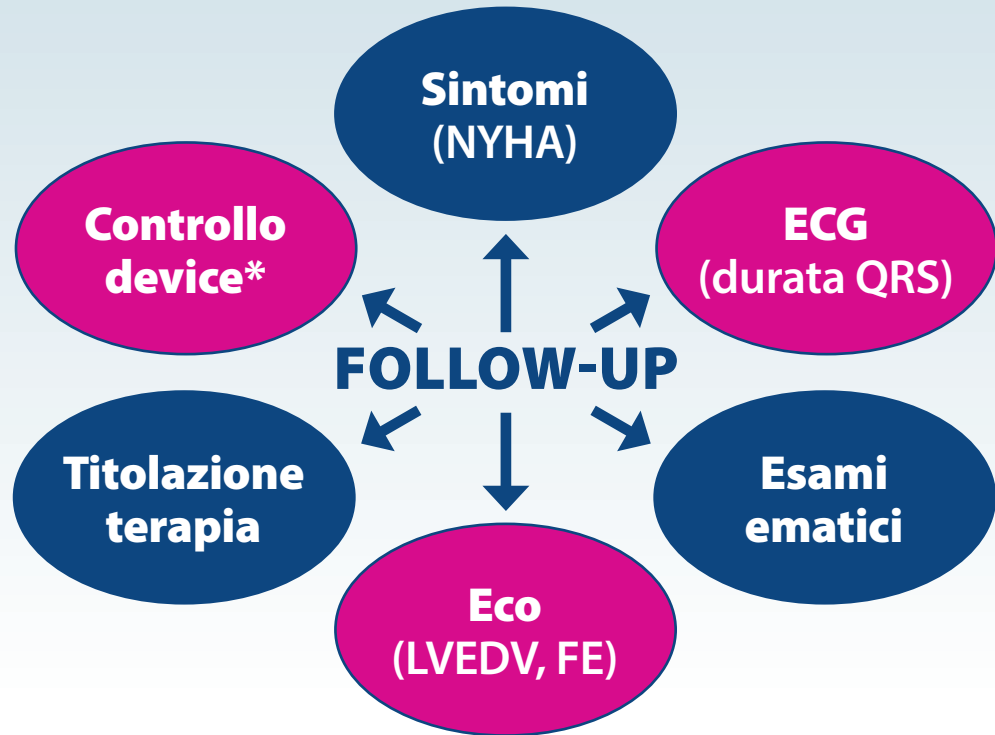 Sintomi
(NYHA)
Controllo
device*
ECG
(durata QRS)
FOLLOW-UP
Titolazione
terapia
Esami
ematici
Eco
(LVEDV, FE)